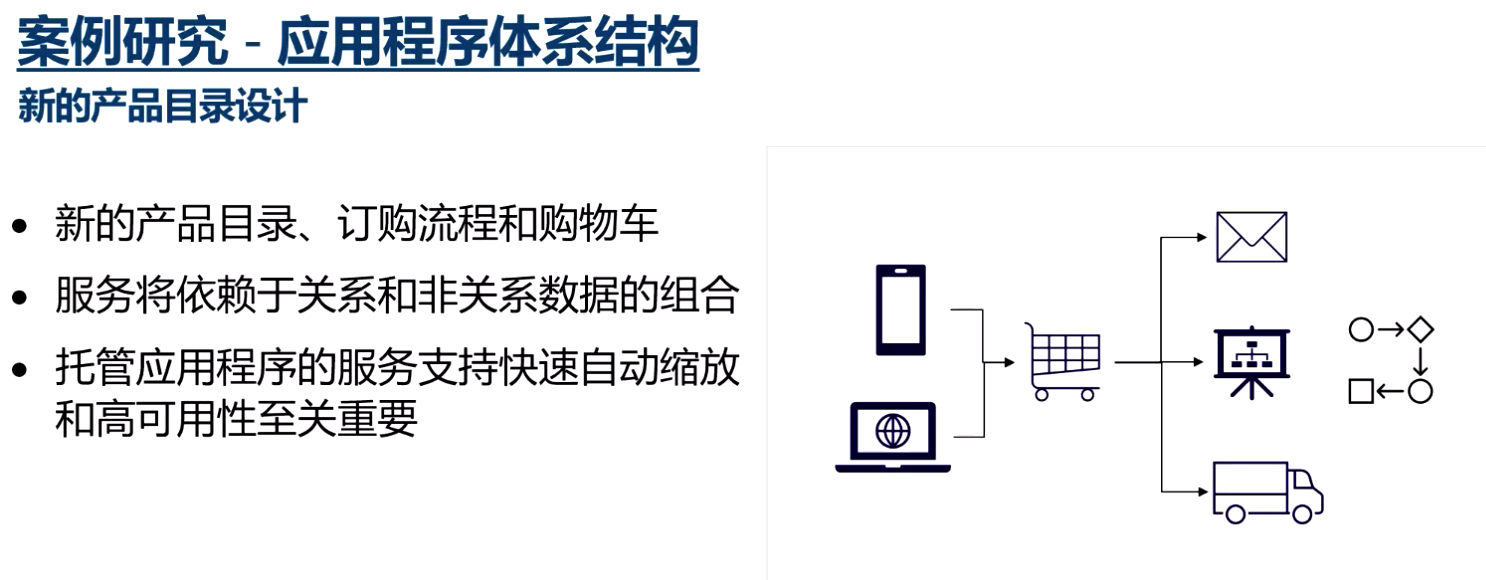 案例研究 - 应用程序体系结构
新的产品目录设计
• 新的产品目录、订购流程和购物车
• 服务将依赖于关系和非关系数据的组合
• 托管应用程序的服务支持快速自动缩放
和高可用性至关重要